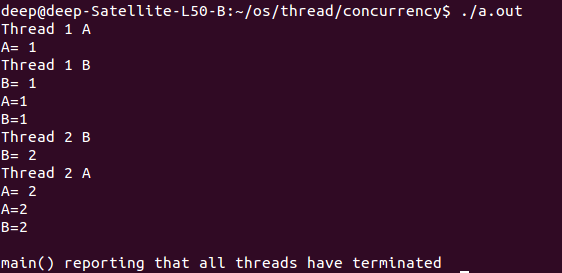 deep@deep-Satellite-L50-B:~/os/thread/concurrency$ ./a.out
Thread 1 A
A= 1
Thread 1 B
B= 1
A=1
B=1
Thread 2 B
B= 2
Thread 2 A
A= 2
A=2
B=2
main() reporting that all threads have terminated